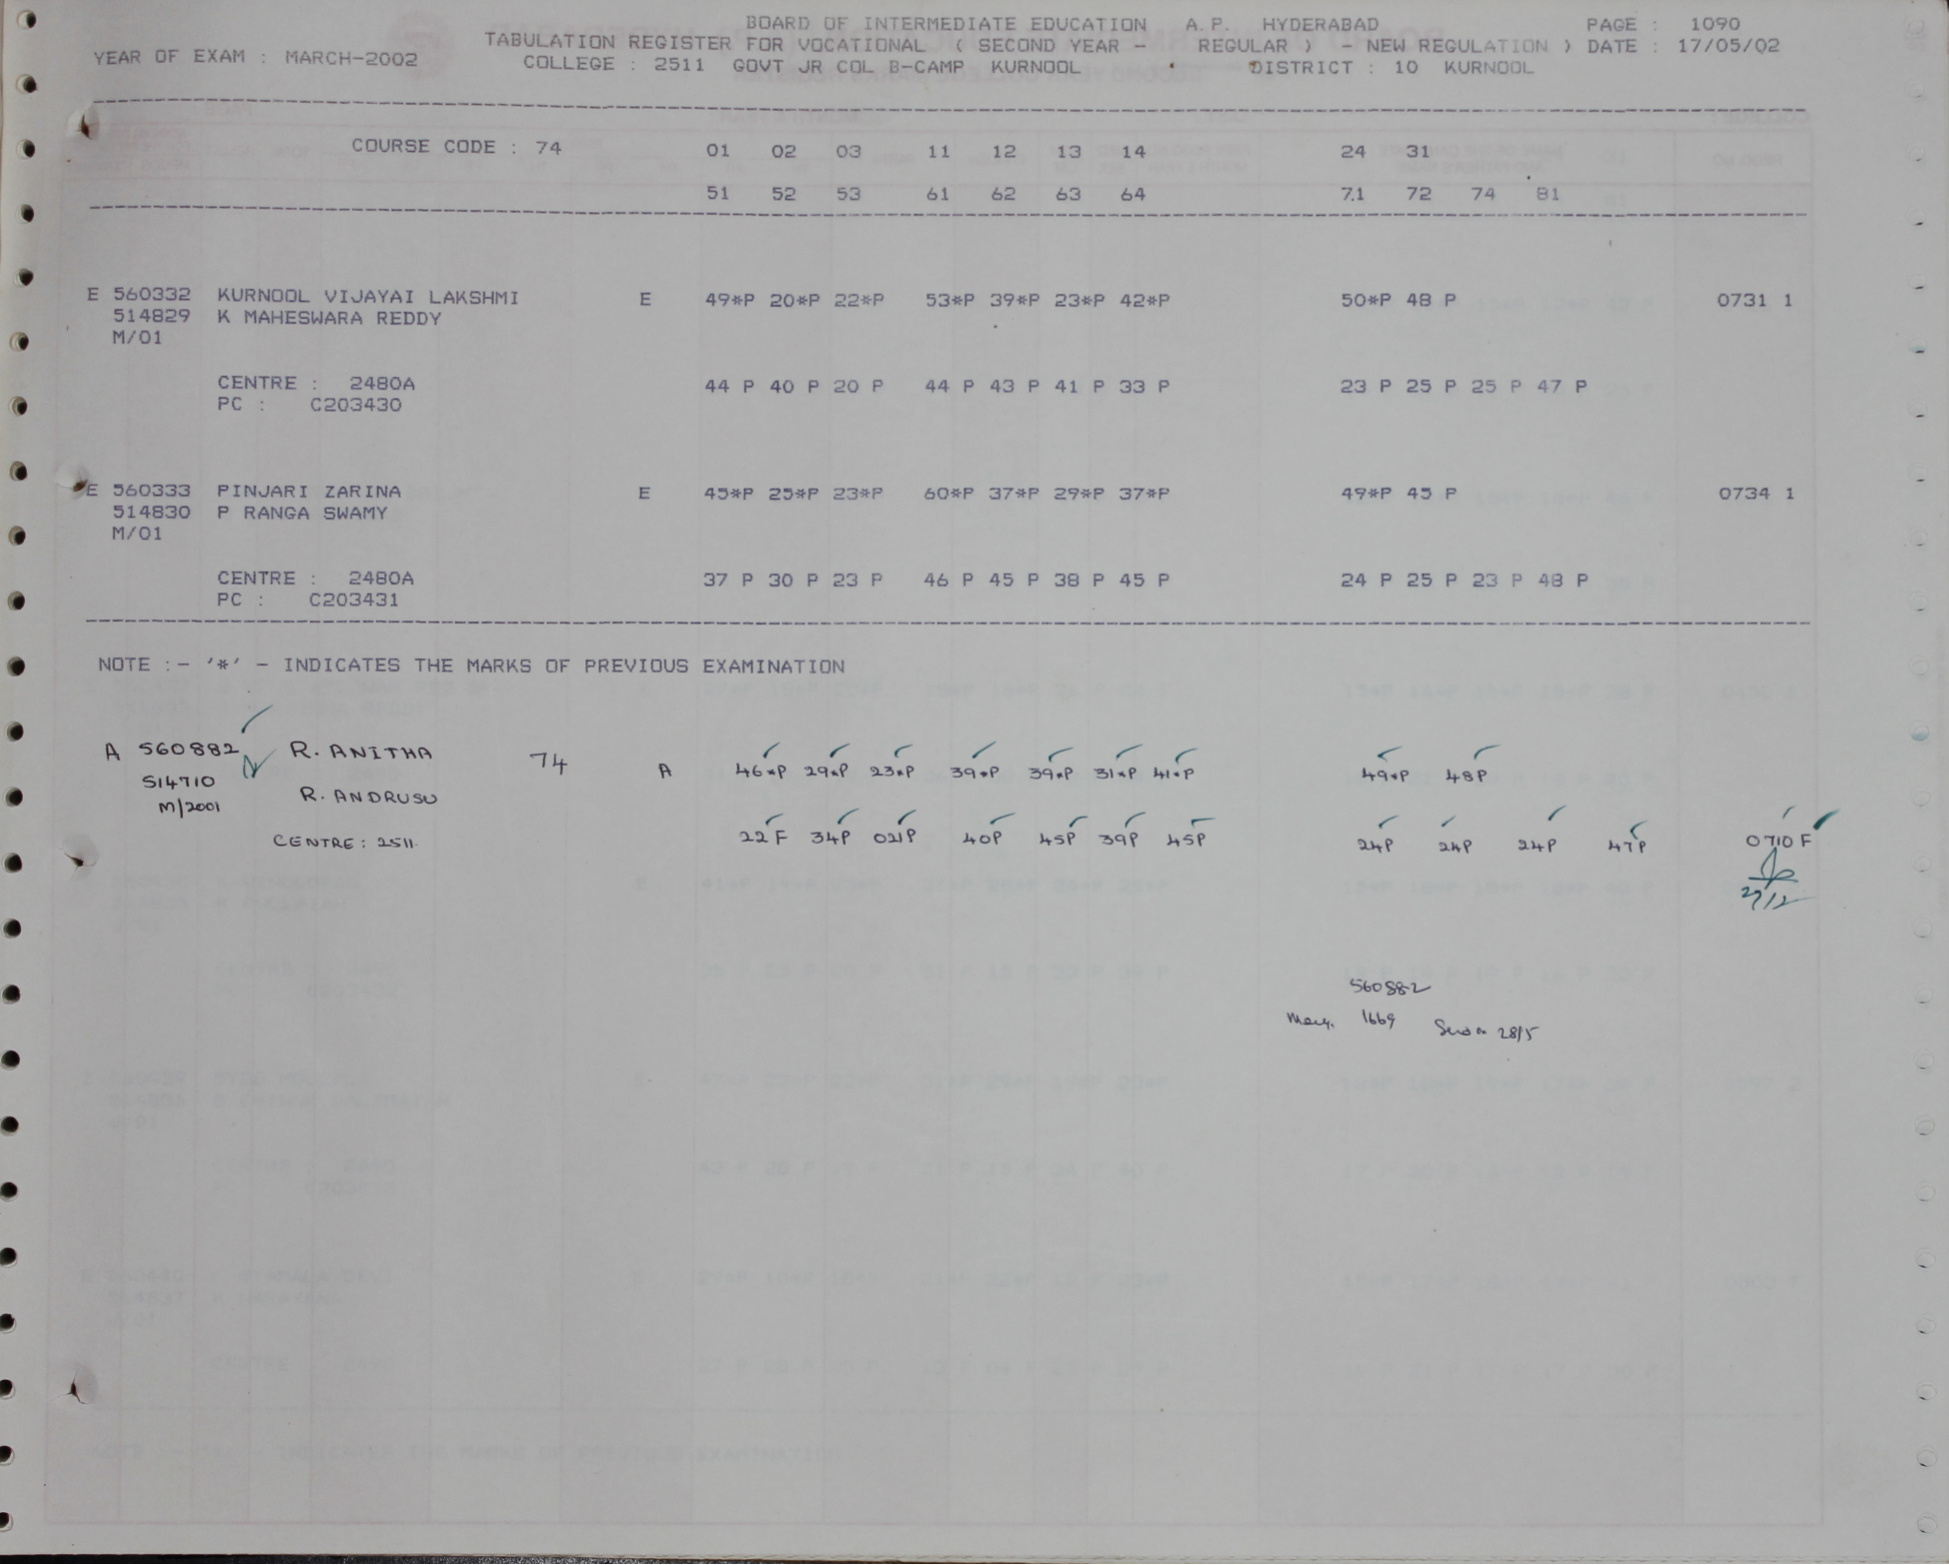 BOARD OF INTERMEDIATE EDUCATION A.P. HYDERABAD PAGE : 1090
YEAR OF EXAM : MARCH-2002 TABULATION REGISTER FOR VOCATIONAL ( SECOND YEAR - REGULAR ) - NEW REGULATION ) DATE : 17/05/02
COLLEGE : 2511 GOVT JR COL B-CAMP KURNOOL DISTRICT : 10 KURNOOL
COURSE CODE : 74 01 02 03 11 12 13 14 24 31
51 52 53 61 62 63 64 71 72 74 81
E 560332 KURNOOL VIJAYAI LAKSHMI E 49*P 20*P 22*P 53*P 39*P 23*P 42*P 50*P 48 P 0731 1
514829 K MAHESWARA REDDY
M/01
CENTRE : 2480A 44 P 40 P 20 P 44 P 43 P 41 P 33 P 23 P 25 P 25 P 47 P
PC : C203430
E 560333 PINJARI ZARINA E 45*P 25*P 23*P 60*P 37*P 29*P 37*P 49*P 45 P 0734 1
514830 P RANGA SWAMY
M/01
CENTRE : 2480A 37 P 30 P 23 P 46 P 45 P 38 P 45 P 24 P 25 P 23 P 48 P
PC : C203431
NOTE :- '*' - INDICATES THE MARKS OF PREVIOUS EXAMINATION
A 560882 R. ANITHA 74 A 46*P 29*P 23*P 39*P 39*P 31*P 41*P 49*P 48P
514710 R. ANDRUSU
M/2001
CENTRE : 2511. 22F 34P 021P 40P 45P 39P 45P 24P 24P 24P 47P 0710 F
27/12
560882
1669 28/5